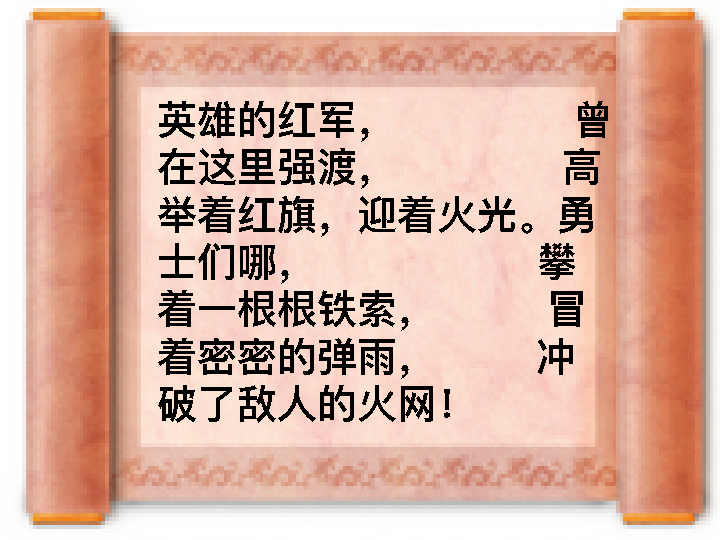 英雄的红军， 曾
在这里强渡， 高
举着红旗，迎着火光。勇
士们哪， 攀
着一根根铁索， 冒
着密密的弹雨， 冲
破了敌人的火网！